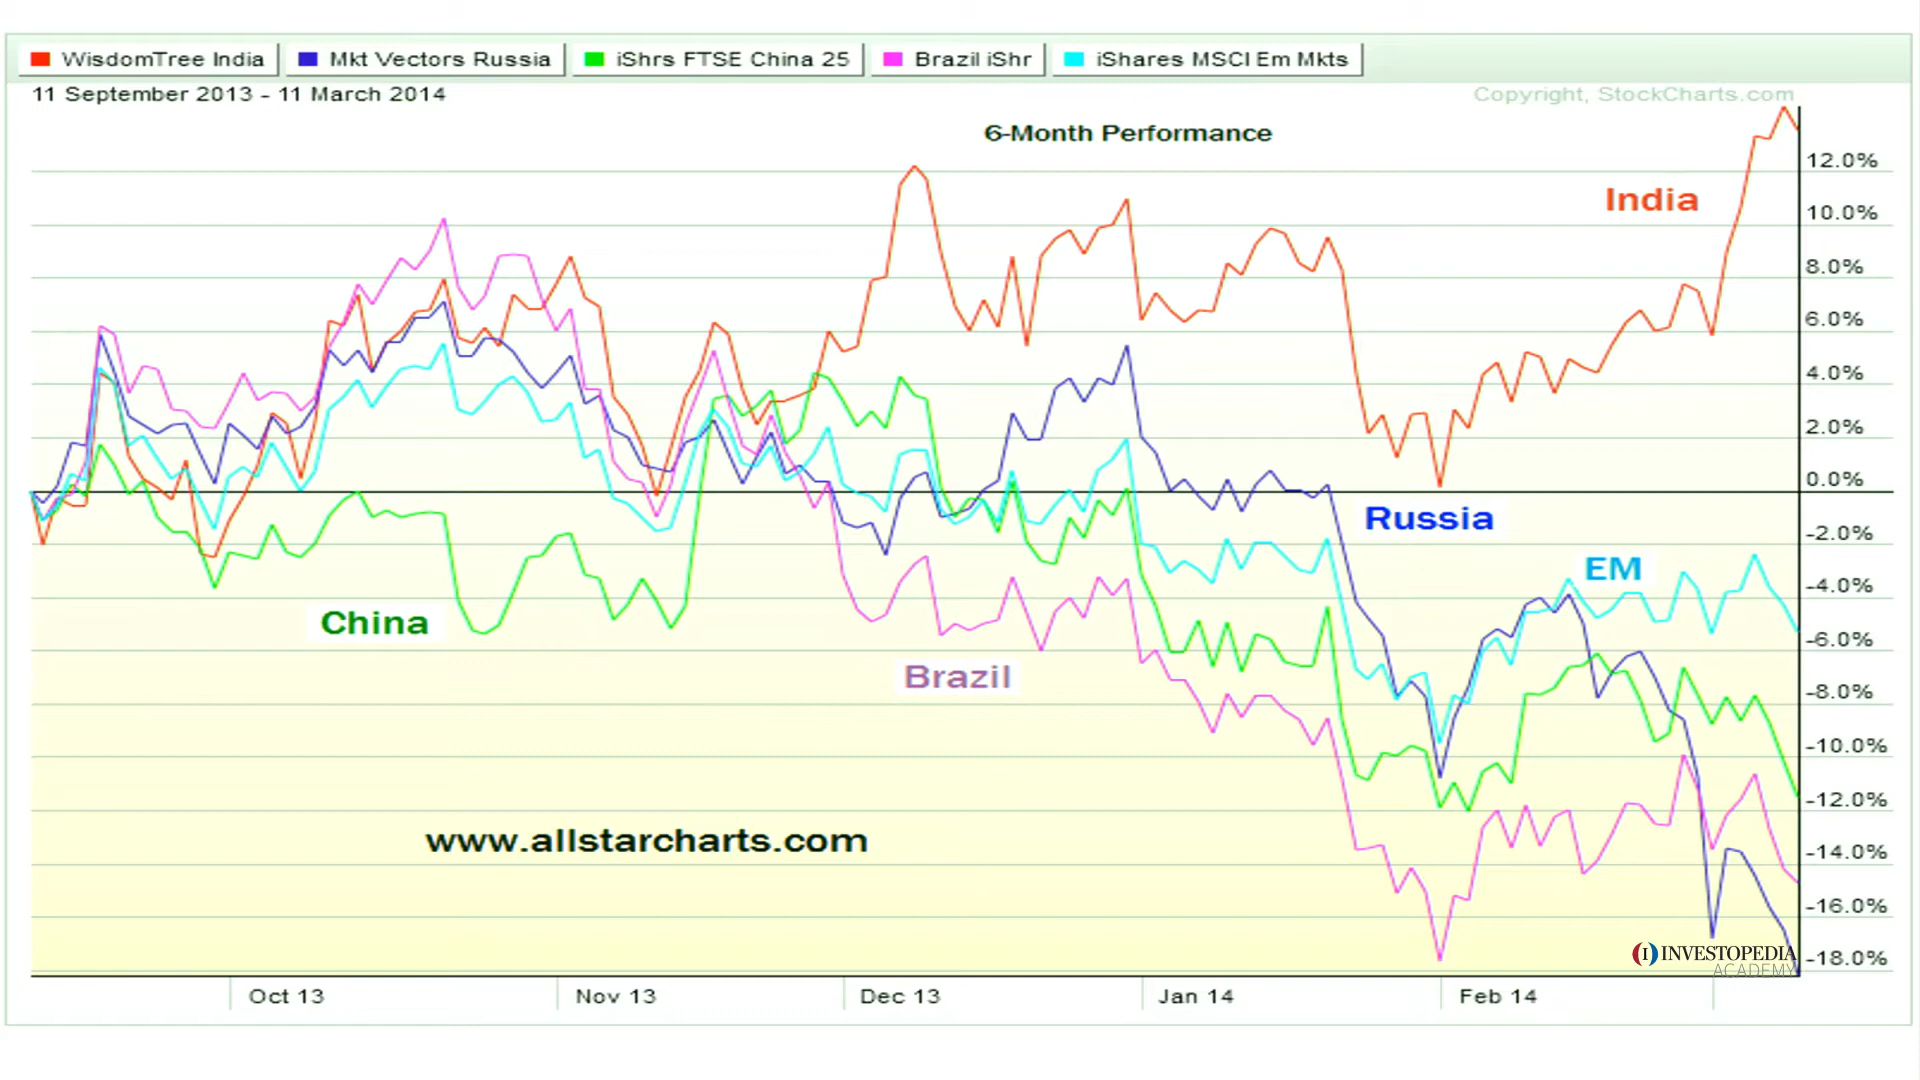 WisdomTree India Mkt Vectors Russia iShrs FTSE China 25 Brazil iShr iShares MSCI Em Mkts
11 September 2013 - 11 March 2014
Copyright, StockCharts.com
6-Month Performance
12.0%
India
10.0%
8.0%
6.0%
4.0%
2.0%
0.0%
Russia
-2.0%
EM
-4.0%
China
-6.0%
Brazil
-8.0%
-10.0%
-12.0%
www.allstarcharts.com
-14.0%
-16.0%
INVESTOPEDIA
-18.0%
ACADEMY
Oct 13 Nov 13 Dec 13 Jan 14 Feb 14